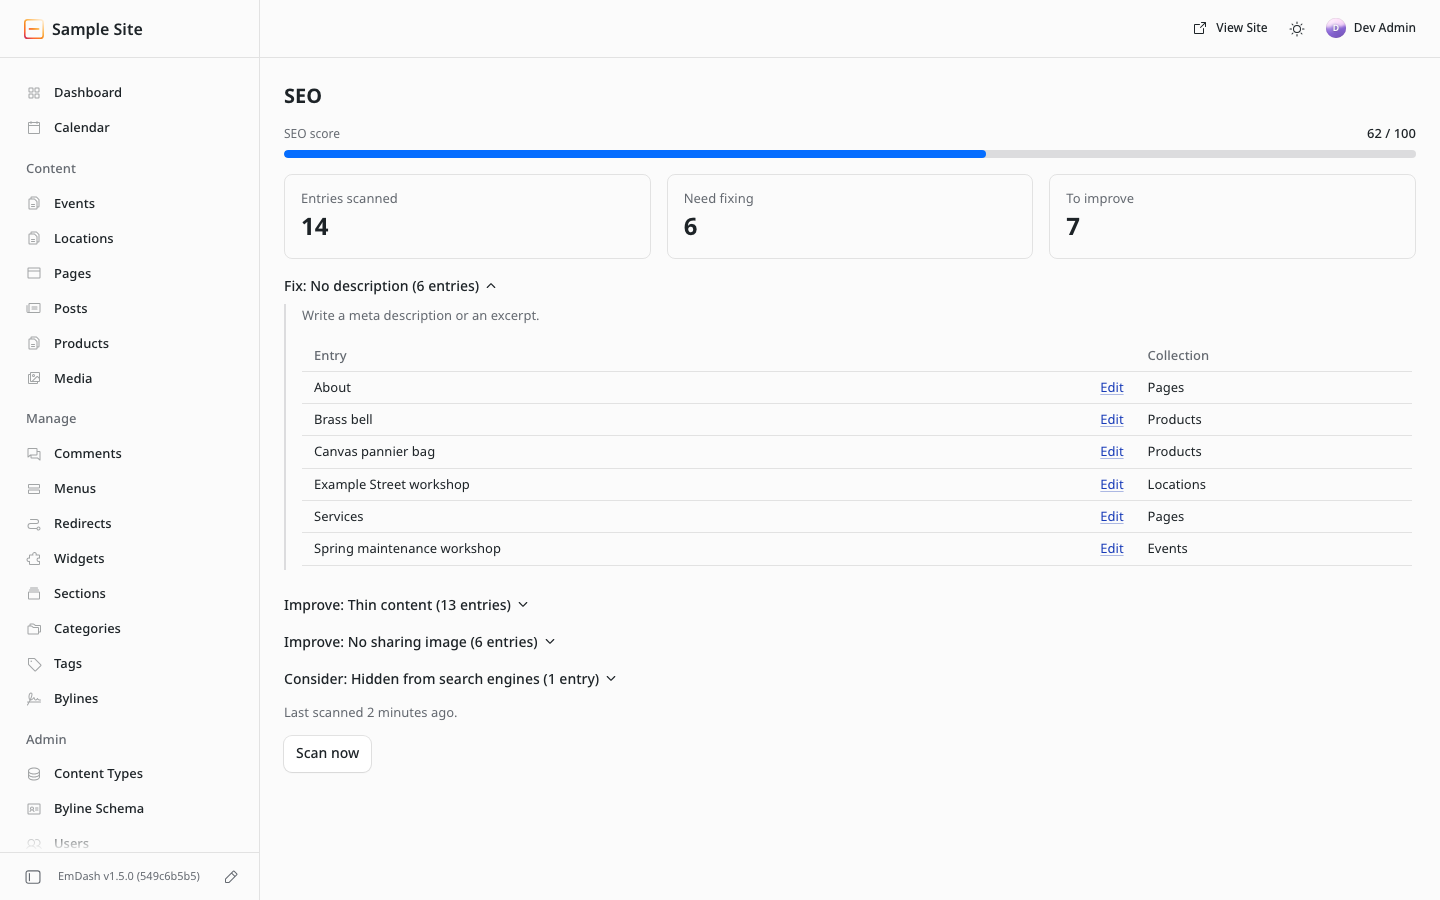 Sample Site
View Site
D
Dev Admin
Dashboard
Calendar
Content
Events
Locations
Pages
Posts
Products
Media
Manage
Comments
Menus
Redirects
Widgets
Sections
Categories
Tags
Bylines
Admin
Content Types
Byline Schema
Users
EmDash v1.5.0 (549c6b5b5)
SEO
SEO score
62 / 100
Entries scanned
14
Need fixing
6
To improve
7
Fix: No description (6 entries)
Write a meta description or an excerpt.
Entry Collection
About Edit Pages
Brass bell Edit Products
Canvas pannier bag Edit Products
Example Street workshop Edit Locations
Services Edit Pages
Spring maintenance workshop Edit Events
Improve: Thin content (13 entries)
Improve: No sharing image (6 entries)
Consider: Hidden from search engines (1 entry)
Last scanned 2 minutes ago.
Scan now